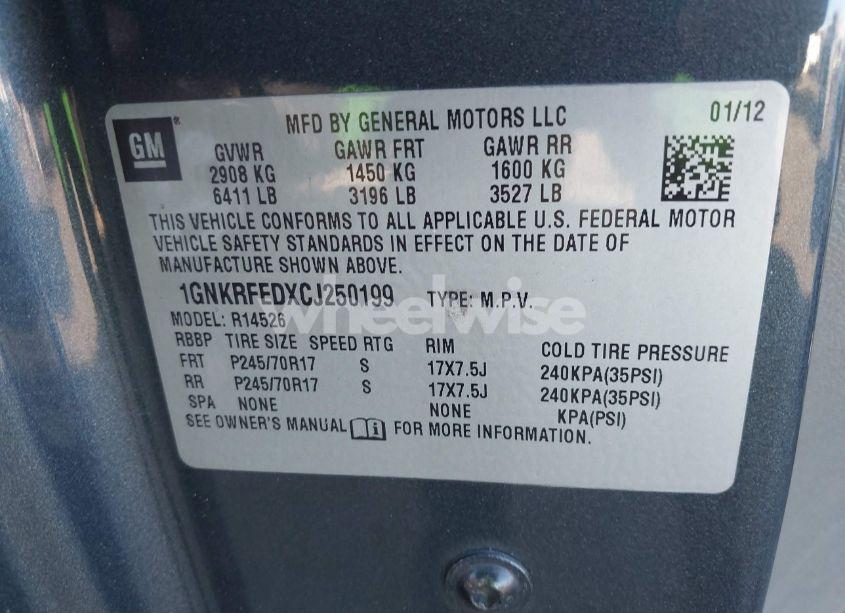 GM ® MFD BY GENERAL MOTORS LLC 01/12
GVWR GAWR FRT GAWR RR
2908 KG 1450 KG 1600 KG
6411 LB 3196 LB 3527 LB
THIS VEHICLE CONFORMS TO ALL APPLICABLE U.S. FEDERAL MOTOR
VEHICLE SAFETY STANDARDS IN EFFECT ON THE DATE OF
MANUFACTURE SHOWN ABOVE.
1GNKRFEDXCJ250199 TYPE: M.P.V.
wheelwise
MODEL: R14526
RBBP TIRE SIZE SPEED RTG RIM COLD TIRE PRESSURE
FRT P245/70R17 S 17X7.5J 240KPA(35PSI)
RR P245/70R17 S 17X7.5J 240KPA(35PSI)
SPA NONE NONE KPA(PSI)
SEE OWNER'S MANUAL i FOR MORE INFORMATION.